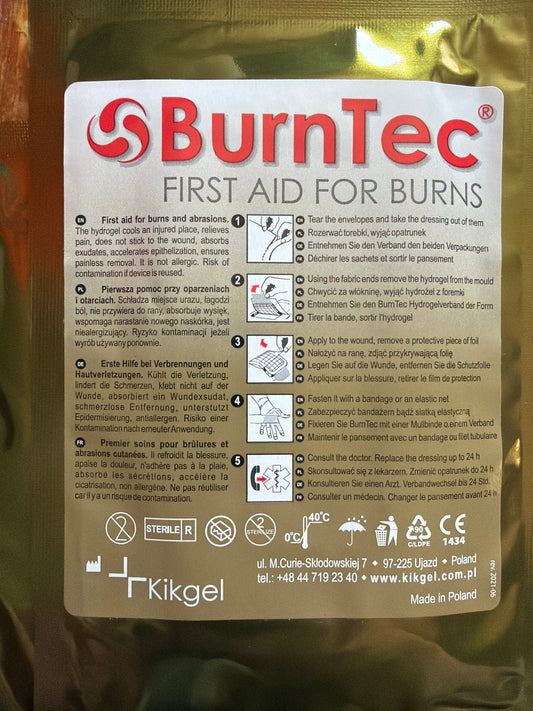 BurnTec®
FIRST AID FOR BURNS
EN First aid for burns and abrasions.
The hydrogel cools an injured place, relieves
pain, does not stick to the wound, absorbs
exudates, accelerates epithelization, ensures
painless removal. It is not allergic. Risk of
contamination if device is reused.
PL Pierwsza pomoc przy oparzeniach
i otarciach. Schładza miejsce urazu, łagodzi
ból, nie przywiera do rany, absorbuje wysięk,
wspomaga narastanie nowego naskórka, jest
niealergizujący. Ryzyko kontaminacji jeżeli
wyrób używany ponownie.
DE Erste Hilfe bei Verbrennungen und
Hautverletzungen. Kühlt die Verletzung,
lindert die Schmerzen, klebt nicht auf der
Wunde, absorbiert ein Wundexsudat,
schmerzlose Entfernung, unterstutzt
Epidermisierung, antiallergisch. Risiko einer
Kontamination nach erneuter Anwendung.
FR Premier soins pour brûlures et
abrasions cutanées. Il refroidit la blessure,
apaise la douleur, n'adhére pas à la plaie,
absorbe les sécrétions, accélère la
cicatrisation, non allergéne. Ne pas réutiliser
car il y a un risque de contamination.
1
EN Tear the envelopes and take the dressing out of them
PL Rozerwać torebki, wyjąć opatrunek
DE Entnehmen Sie den Verband den beiden Verpackungen
FR Déchirer les sachets et sortir le pansement
2
EN Using the fabric ends remove the hydrogel from the mould
PL Chwycić za włókninę, wyjąć hydrożel z foremki
DE Entnehmen Sie den BurnTec Hydrogelverband der Form
FR Tirer la bande, sortir l'hydrogel
3
EN Apply to the wound, remove a protective piece of foil
PL Nałożyć na ranę, zdjąć przykrywającą folię
DE Legen Sie auf die Wunde, entfernen Sie die Schutzfolie
FR Appliquer sur la blessure, retirer le film de protection
4
EN Fasten it with a bandage or an elastic net
PL Zabezpieczyć bandażem bądź siatką elastyczną
DE Fixieren Sie BurnTec mit einer Mulbinde o einem Verband
FR Maintenir le pansement avec un bandage ou filet tubulaire
5
EN Consult the doctor. Replace the dressing up to 24 h
PL Skonsultować się z lekarzem. Zmienić opatrunek do 24 h
DE Konsultieren Sie einen Arzt. Verbandwechsel bis 24 Std.
FR Consulter un médecin. Changer le pansement avant 24 h
2
STERILE R
2 STERILIZE
0°C 40°C
90
C/LDPE
CE
1434
Kikgel
ul. M.Curie-Skłodowskiej 7 • 97-225 Ujazd • Poland
tel.: +48 44 719 23 40 • www.kikgel.com.pl
Made in Poland
rev. 2021-06